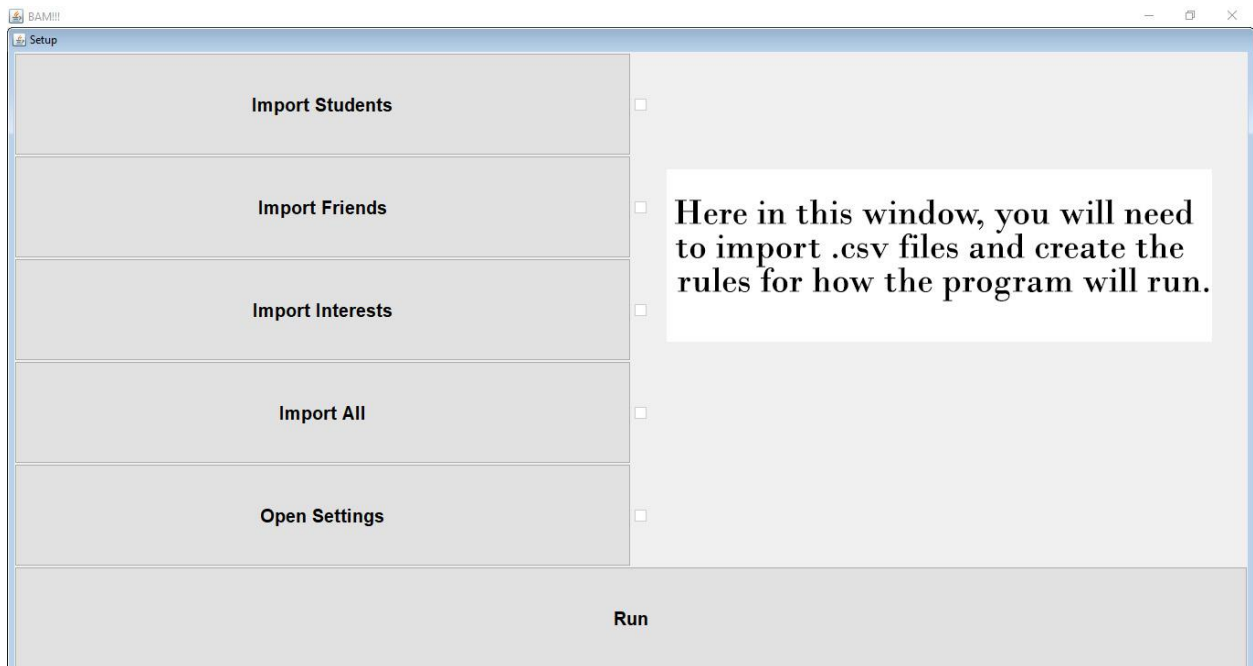 BAM!!!
Setup
Import Students
Import Friends
Here in this window, you will need
to import .csv files and create the
rules for how the program will run.
Import Interests
Import All
Open Settings
Run